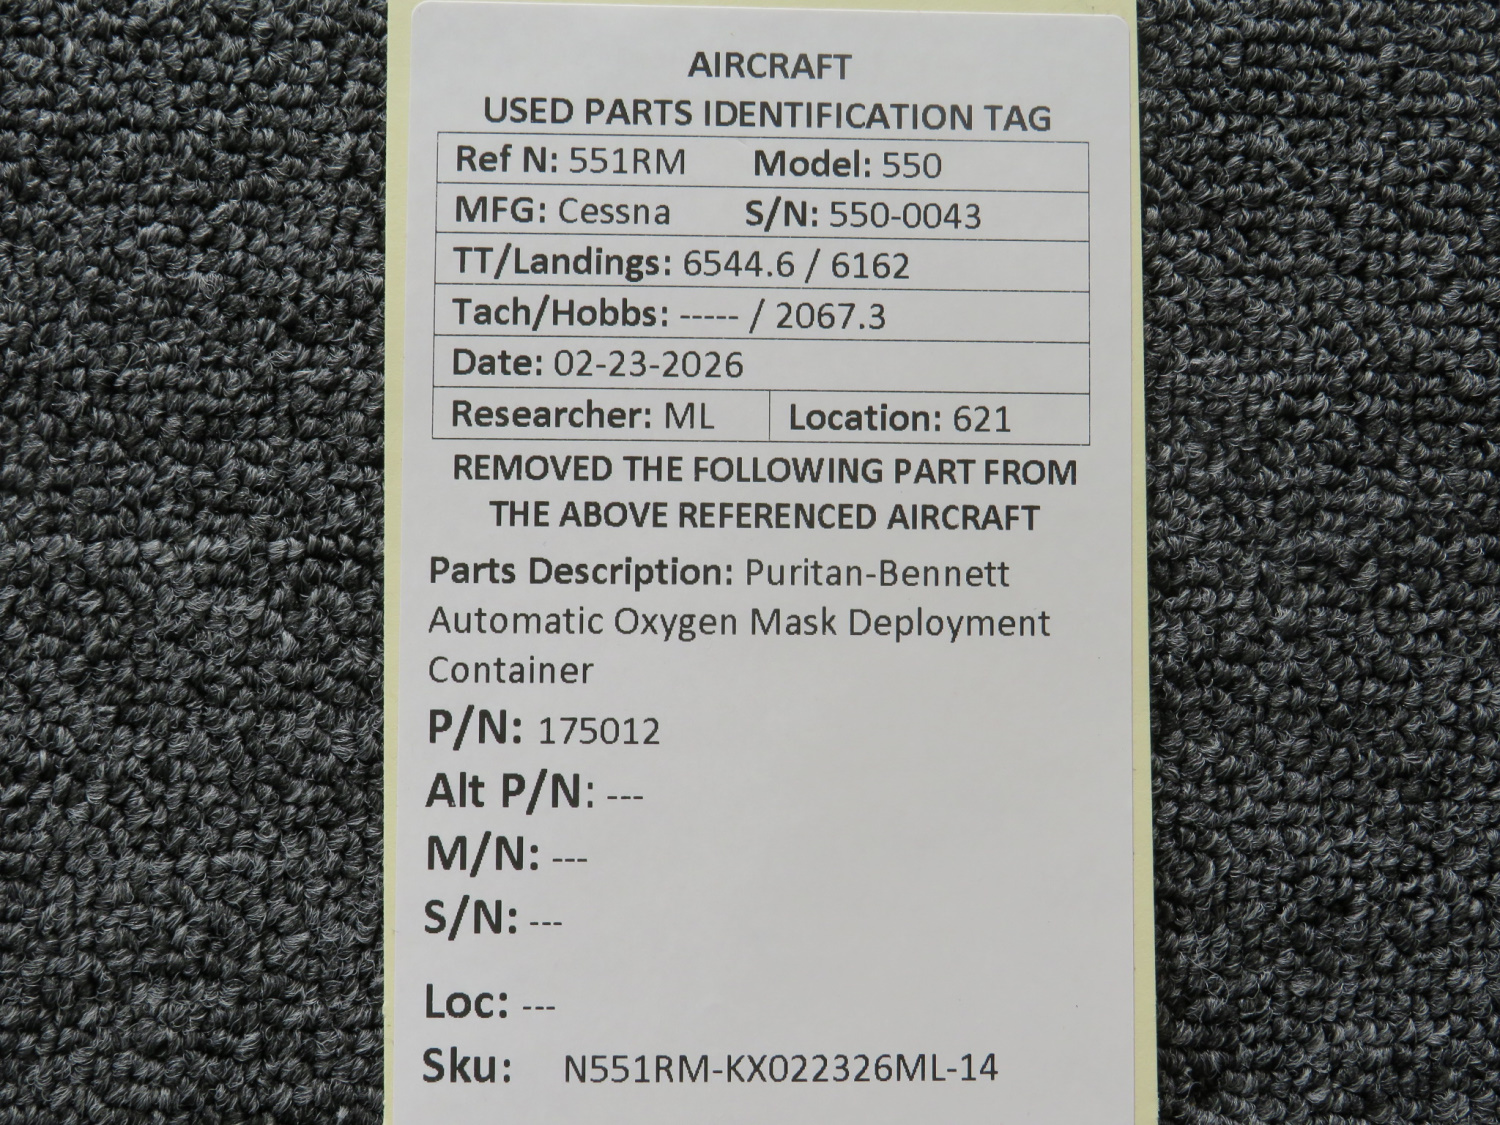 AIRCRAFT
USED PARTS IDENTIFICATION TAG
Ref N: 551RM Model: 550
MFG: Cessna S/N: 550-0043
TT/Landings: 6544.6 / 6162
Tach/Hobbs: ----- / 2067.3
Date: 02-23-2026
Researcher: ML Location: 621
REMOVED THE FOLLOWING PART FROM
THE ABOVE REFERENCED AIRCRAFT
Parts Description: Puritan-Bennett
Automatic Oxygen Mask Deployment
Container
P/N: 175012
Alt P/N: ---
M/N: ---
S/N: ---
Loc: ---
Sku: N551RM-KX022326ML-14